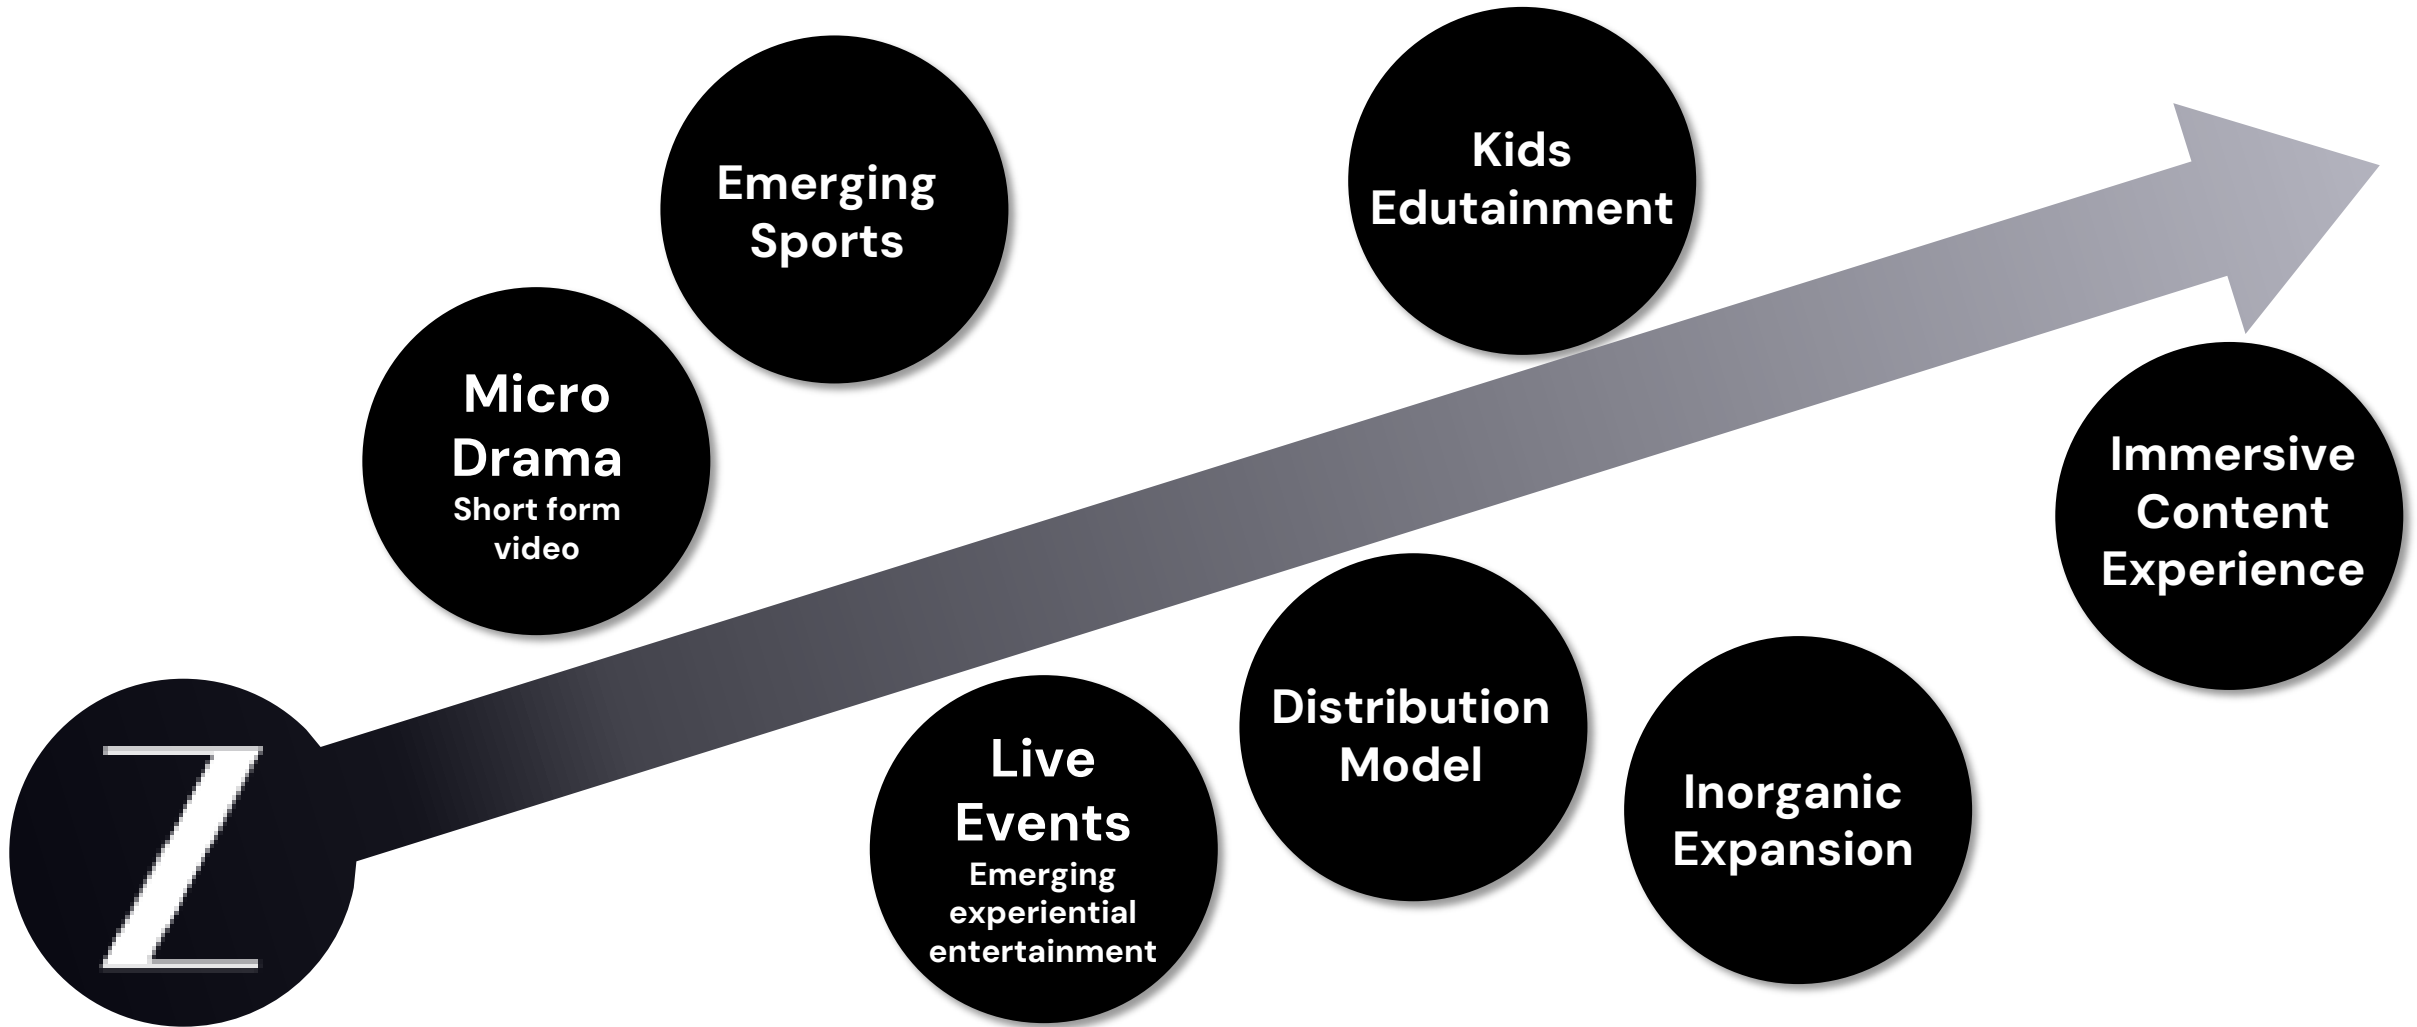 Emerging
Sports
Kids
Edutainment
Micro
Drama
Short form
video
Immersive
Content
Experience
Z
Live
Events
Emerging
experiential
entertainment
Distribution
Model
Inorganic
Expansion